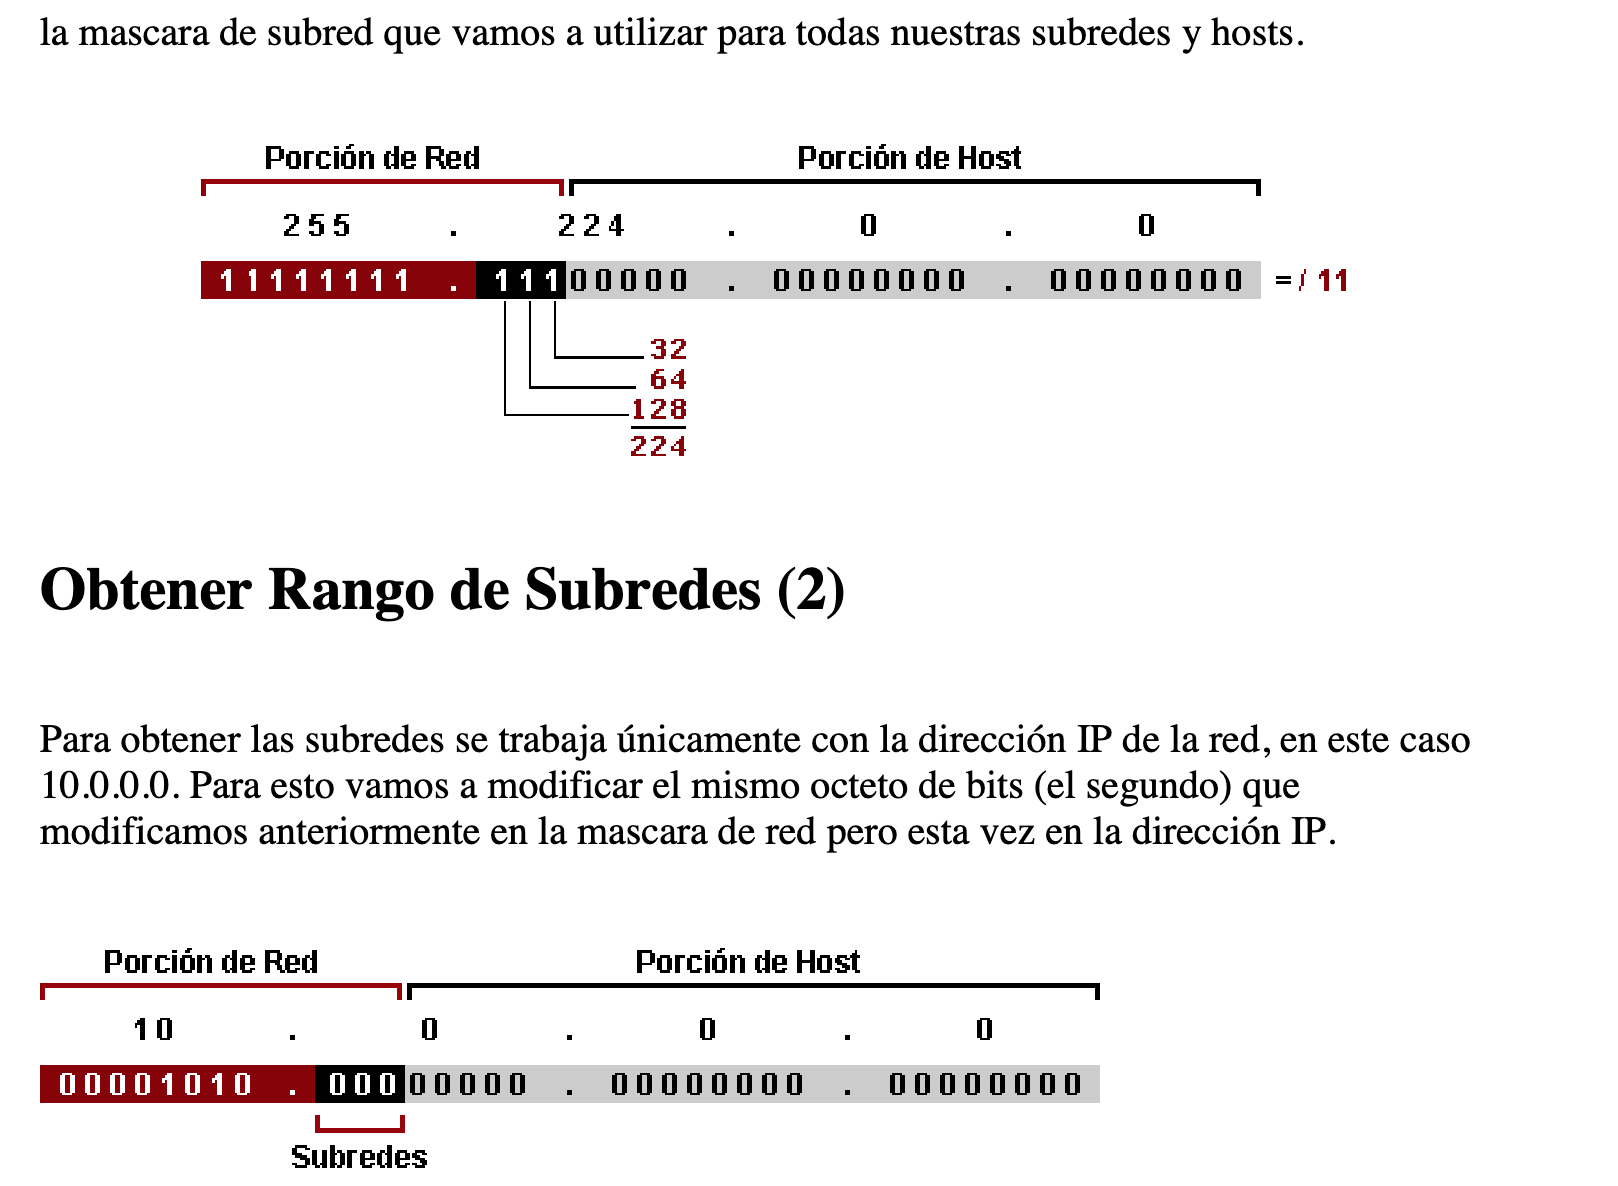 la mascara de subred que vamos a utilizar para todas nuestras subredes y hosts.
Porción de Red Porción de Host
255 . 224 . 0 . 0
11111111 . 11100000 . 00000000 . 00000000 =/ 11
32
64
128
224
Obtener Rango de Subredes (2)
Para obtener las subredes se trabaja únicamente con la dirección IP de la red, en este caso
10.0.0.0. Para esto vamos a modificar el mismo octeto de bits (el segundo) que
modificamos anteriormente en la mascara de red pero esta vez en la dirección IP.
Porción de Red Porción de Host
10 . 0 . 0 . 0
00001010 . 00000000 . 00000000 . 00000000
Subredes